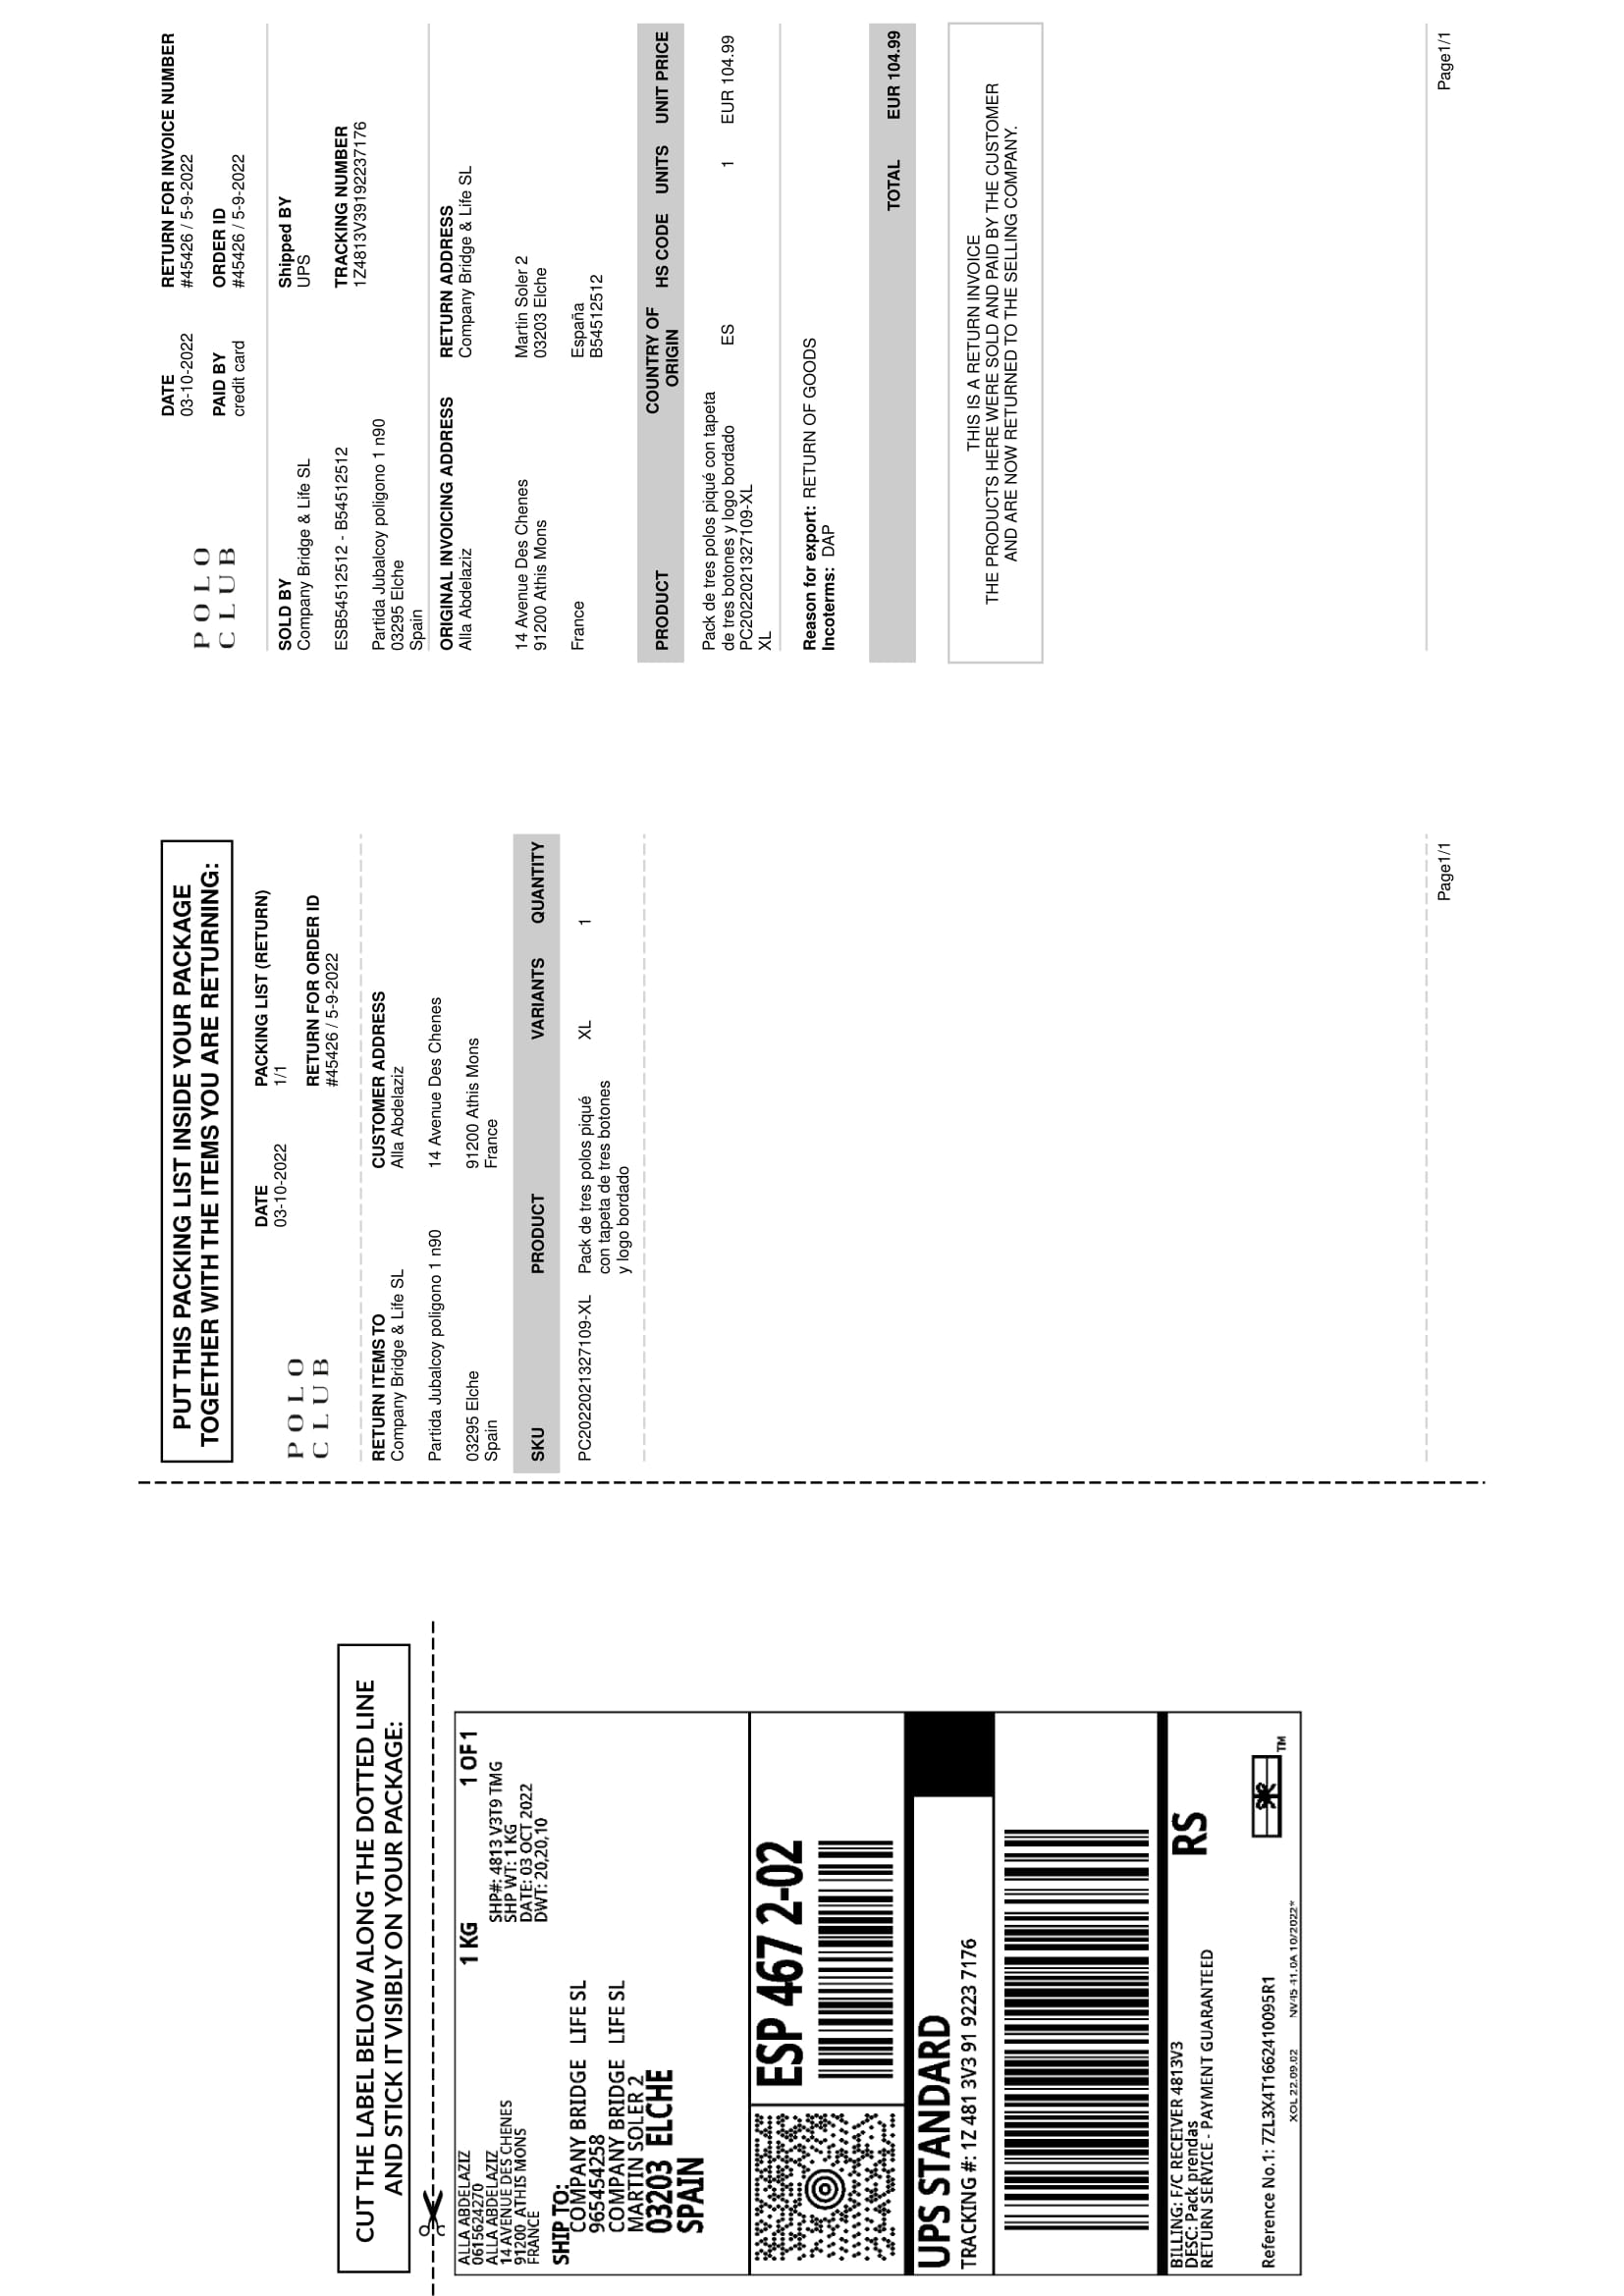 CUT THE LABEL BELOW ALONG THE DOTTED LINE
AND STICK IT VISIBLY ON YOUR PACKAGE:
ALLA ABDELAZIZ
0615624270
ALLA ABDELAZIZ
14 AVENUE DES CHENES
91200 ATHIS MONS
FRANCE
1 KG
1 OF 1
SHP#: 4813 V3T9 TMG
SHP WT: 1 KG
DATE: 03 OCT 2022
DWT: 20,20,10
SHIP TO:
COMPANY BRIDGE LIFE SL
965454258
COMPANY BRIDGE LIFE SL
MARTIN SOLER 2
03203 ELCHE
SPAIN
ESP 467 2-02
UPS STANDARD
TRACKING #: 1Z 481 3V3 91 9223 7176
BILLING: F/C RECEIVER 4813V3
DESC: Pack prendas
RETURN SERVICE - PAYMENT GUARANTEED
RS
Reference No.1: 7ZL3X4T1662410095R1
XOL 22.09.02 NV45 41.0A 10/2022*
TM
PUT THIS PACKING LIST INSIDE YOUR PACKAGE
TOGETHER WITH THE ITEMS YOU ARE RETURNING:
POLO
CLUB
DATE
03-10-2022
PACKING LIST (RETURN)
1/1
RETURN FOR ORDER ID
#45426 / 5-9-2022
RETURN ITEMS TO
Company Bridge & Life SL
Partida Jubalcoy poligono 1 n90
03295 Elche
Spain
CUSTOMER ADDRESS
Alla Abdelaziz
14 Avenue Des Chenes
91200 Athis Mons
France
SKU PRODUCT VARIANTS QUANTITY
PC2022021327109-XL Pack de tres polos piqué XL 1
con tapeta de tres botones
y logo bordado
Page1/1
POLO
CLUB
DATE
03-10-2022
PAID BY
credit card
RETURN FOR INVOICE NUMBER
#45426 / 5-9-2022
ORDER ID
#45426 / 5-9-2022
SOLD BY
Company Bridge & Life SL
ESB54512512 - B54512512
Partida Jubalcoy poligono 1 n90
03295 Elche
Spain
Shipped BY
UPS
TRACKING NUMBER
1Z4813V39192237176
ORIGINAL INVOICING ADDRESS
Alla Abdelaziz
14 Avenue Des Chenes
91200 Athis Mons
France
RETURN ADDRESS
Company Bridge & Life SL
Martin Soler 2
03203 Elche
España
B54512512
PRODUCT COUNTRY OF HS CODE UNITS UNIT PRICE
ORIGIN
Pack de tres polos piqué con tapeta
de tres botones y logo bordado ES 1 EUR 104.99
PC2022021327109-XL
XL
Reason for export: RETURN OF GOODS
Incoterms: DAP
TOTAL EUR 104.99
THIS IS A RETURN INVOICE
THE PRODUCTS HERE WERE SOLD AND PAID BY THE CUSTOMER
AND ARE NOW RETURNED TO THE SELLING COMPANY.
Page1/1